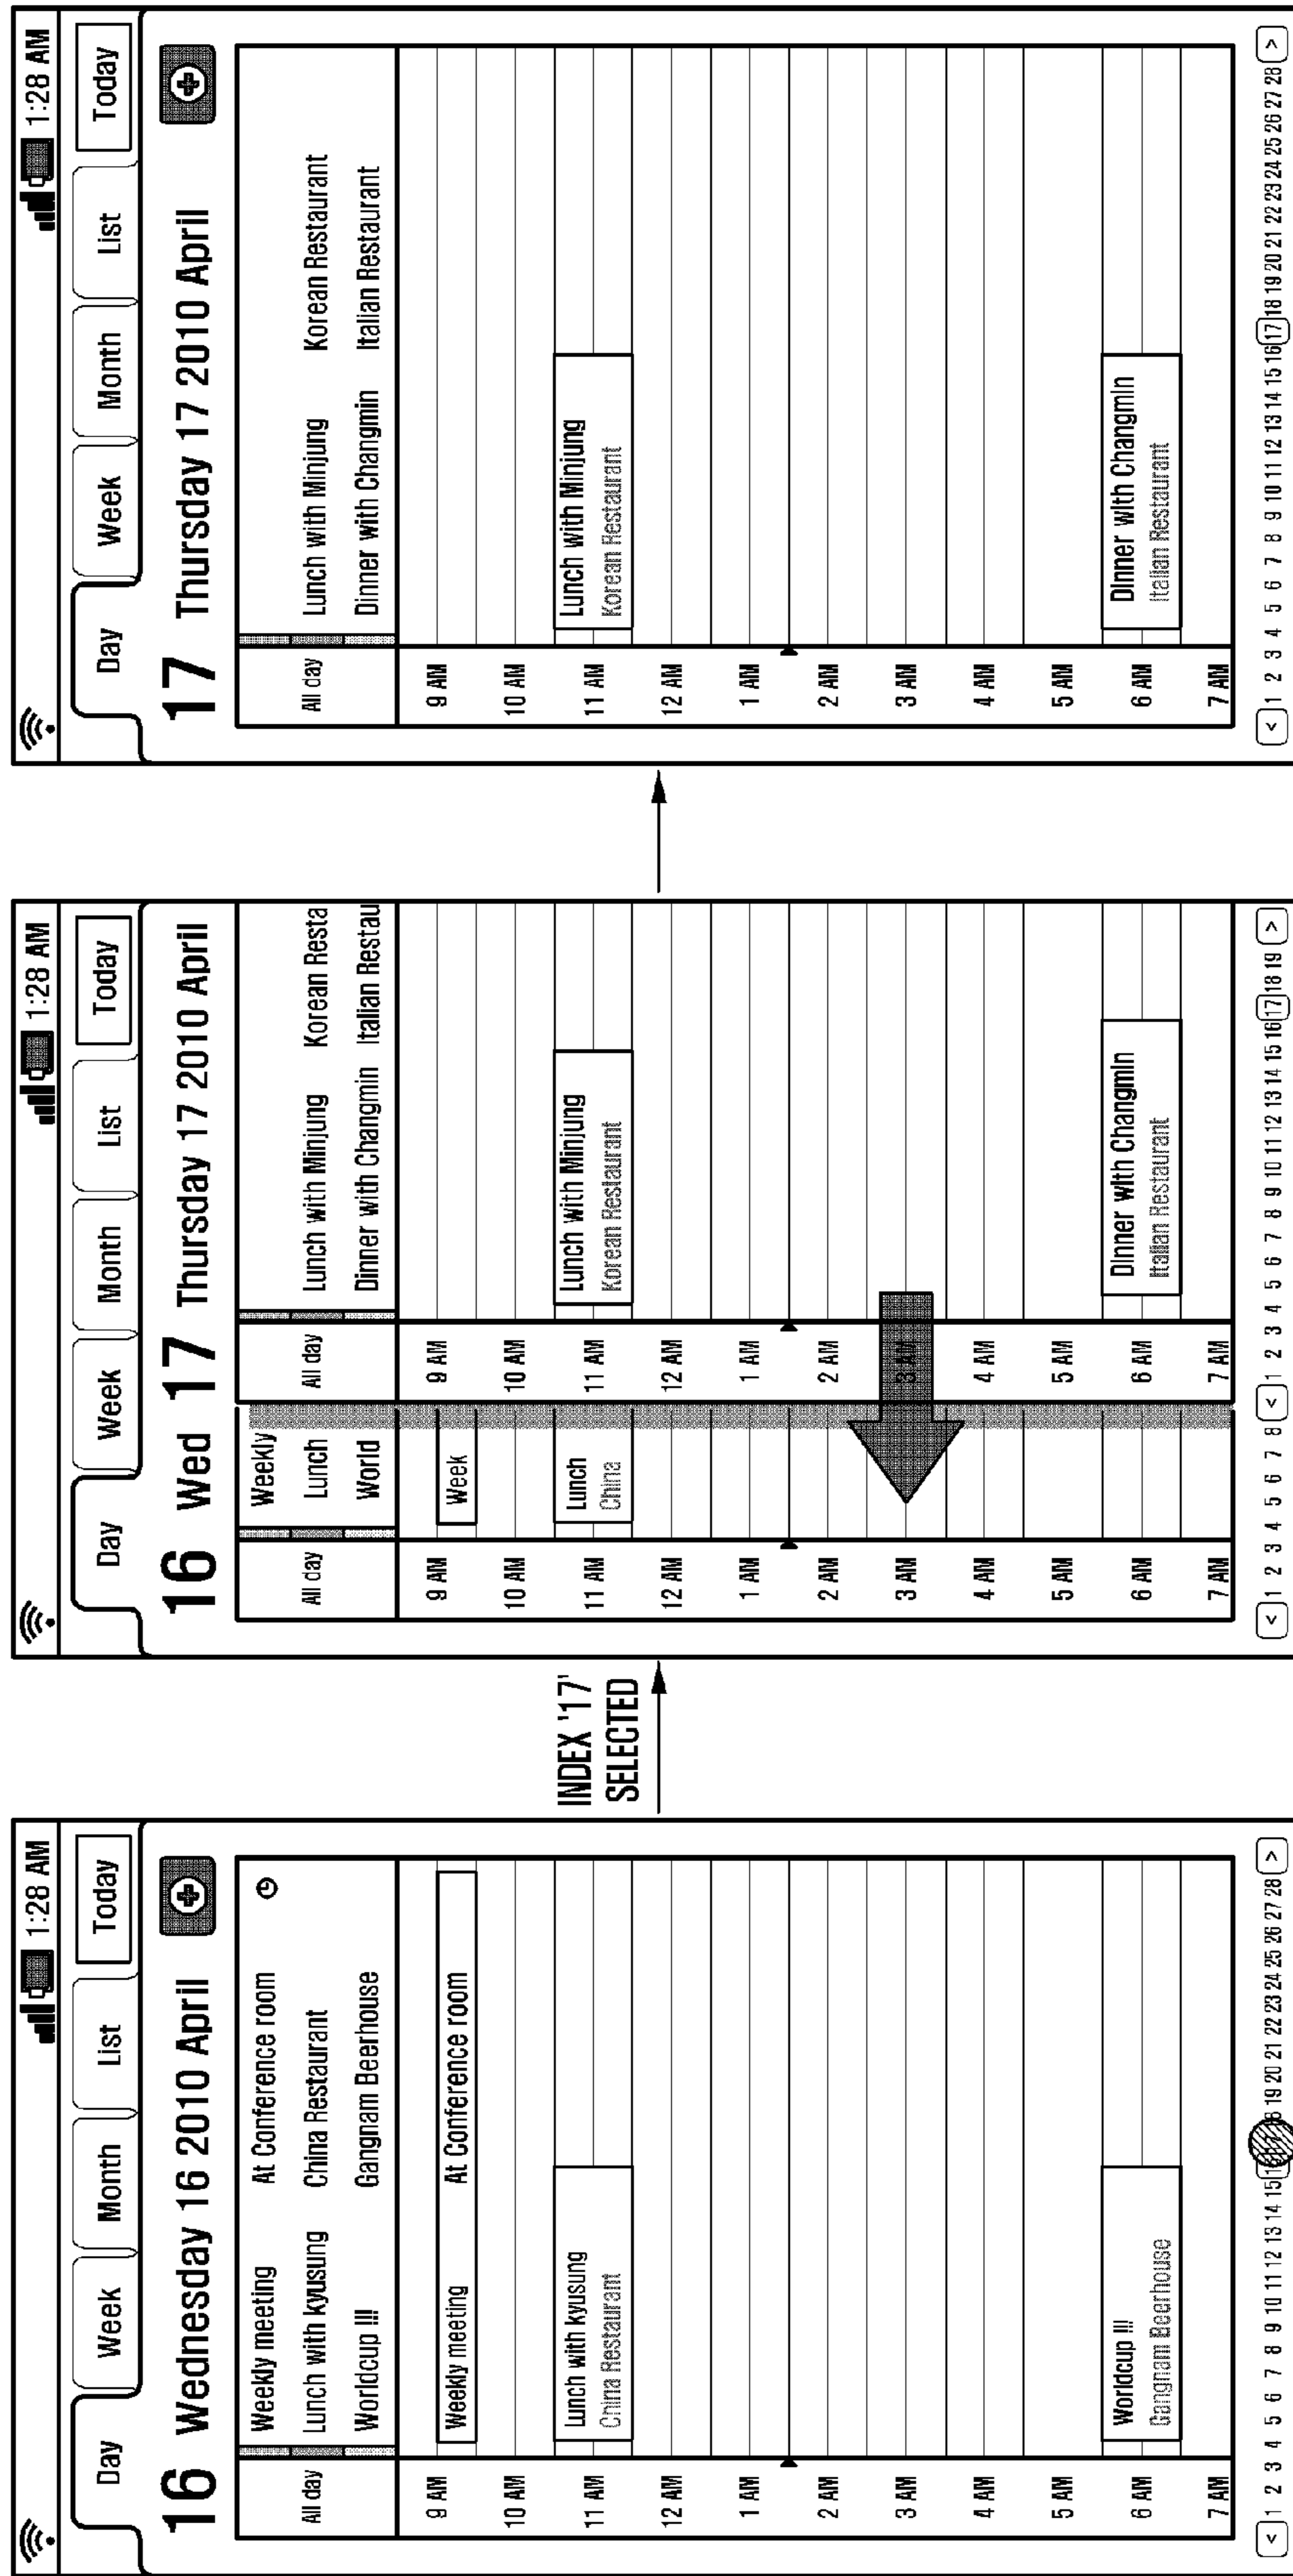 1:28 AM
Day Week Month List Today
16 Wednesday 16 2010 April
All day
Weekly meeting At Conference room
Lunch with kyusung China Restaurant
Worldcup !!! Gangnam Beerhouse
9 AM
Weekly meeting At Conference room
10 AM
11 AM
Lunch with kyusung
China Restaurant
12 AM
1 AM
2 AM
3 AM
4 AM
5 AM
6 AM
Worldcup !!!
Gangnam Beerhouse
7 AM
< 1 2 3 4 5 6 7 8 9 10 11 12 13 14 15 16 17 18 19 20 21 22 23 24 25 26 27 28 >
INDEX '17'
SELECTED
1:28 AM
Day Week Month List Today
16 Wed 17 Thursday 17 2010 April
All day
Weekly
Lunch
World
9 AM
Week
10 AM
11 AM
Lunch
China
12 AM
1 AM
2 AM
3 AM
4 AM
5 AM
6 AM
7 AM
< 1 2 3 4 5 6 7 8
All day
Lunch with Minjung Korean Resta
Dinner with Changmin Italian Restau
9 AM
10 AM
11 AM
Lunch with Minjung
Korean Restaurant
12 AM
1 AM
2 AM
3 AM
4 AM
5 AM
6 AM
Dinner with Changmin
Italian Restaurant
7 AM
< 1 2 3 4 5 6 7 8 9 10 11 12 13 14 15 16 17 18 19 >
1:28 AM
Day Week Month List Today
17 Thursday 17 2010 April
All day
Lunch with Minjung Korean Restaurant
Dinner with Changmin Italian Restaurant
9 AM
10 AM
11 AM
Lunch with Minjung
Korean Restaurant
12 AM
1 AM
2 AM
3 AM
4 AM
5 AM
6 AM
Dinner with Changmin
Italian Restaurant
7 AM
< 1 2 3 4 5 6 7 8 9 10 11 12 13 14 15 16 17 18 19 20 21 22 23 24 25 26 27 28 >